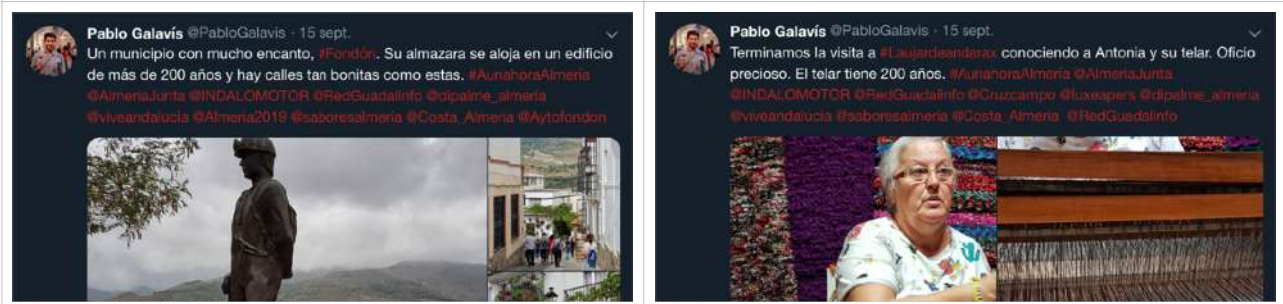 Pablo Galavís @PabloGalavis · 15 sept.
Un municipio con mucho encanto, #Fondón. Su almazara se aloja en un edificio
de más de 200 años y hay calles tan bonitas como estas. #AunahoraAlmeria
@AlmeriaJunta @INDALOMOTOR @RedGuadalinfo @dipalme_almeria
@viveandalucia @Almeria2019 @saboresalmeria @Costa_Almeria @Aytofondon
Pablo Galavís @PabloGalavis · 15 sept.
Terminamos la visita a #Laujardeandarax conociendo a Antonia y su telar. Oficio
precioso. El telar tiene 200 años. #AunahoraAlmeria @AlmeriaJunta
@INDALOMOTOR @RedGuadalinfo @Cruzcampo @luxeapers @dipalme_almeria
@viveandalucia @saboresalmeria @Costa_Almeria @RedGuadalinfo